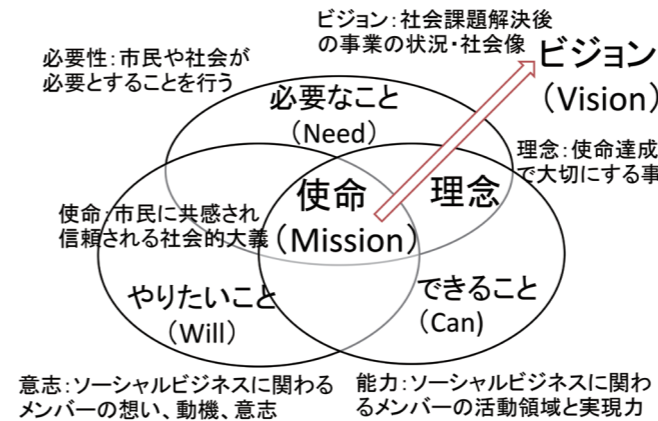 ビジョン：社会課題解決後
の事業の状況・社会像
ビジョン
（Vision）
必要性：市民や社会が
必要とすることを行う
必要なこと
（Need）
理念：使命達成
で大切にする事
使命
（Mission）
理念
使命：市民に共感され
信頼される社会的大義
やりたいこと
（Will）
できること
（Can)
意志：ソーシャルビジネスに関わる
メンバーの想い、動機、意志
能力：ソーシャルビジネスに関わ
るメンバーの活動領域と実現力